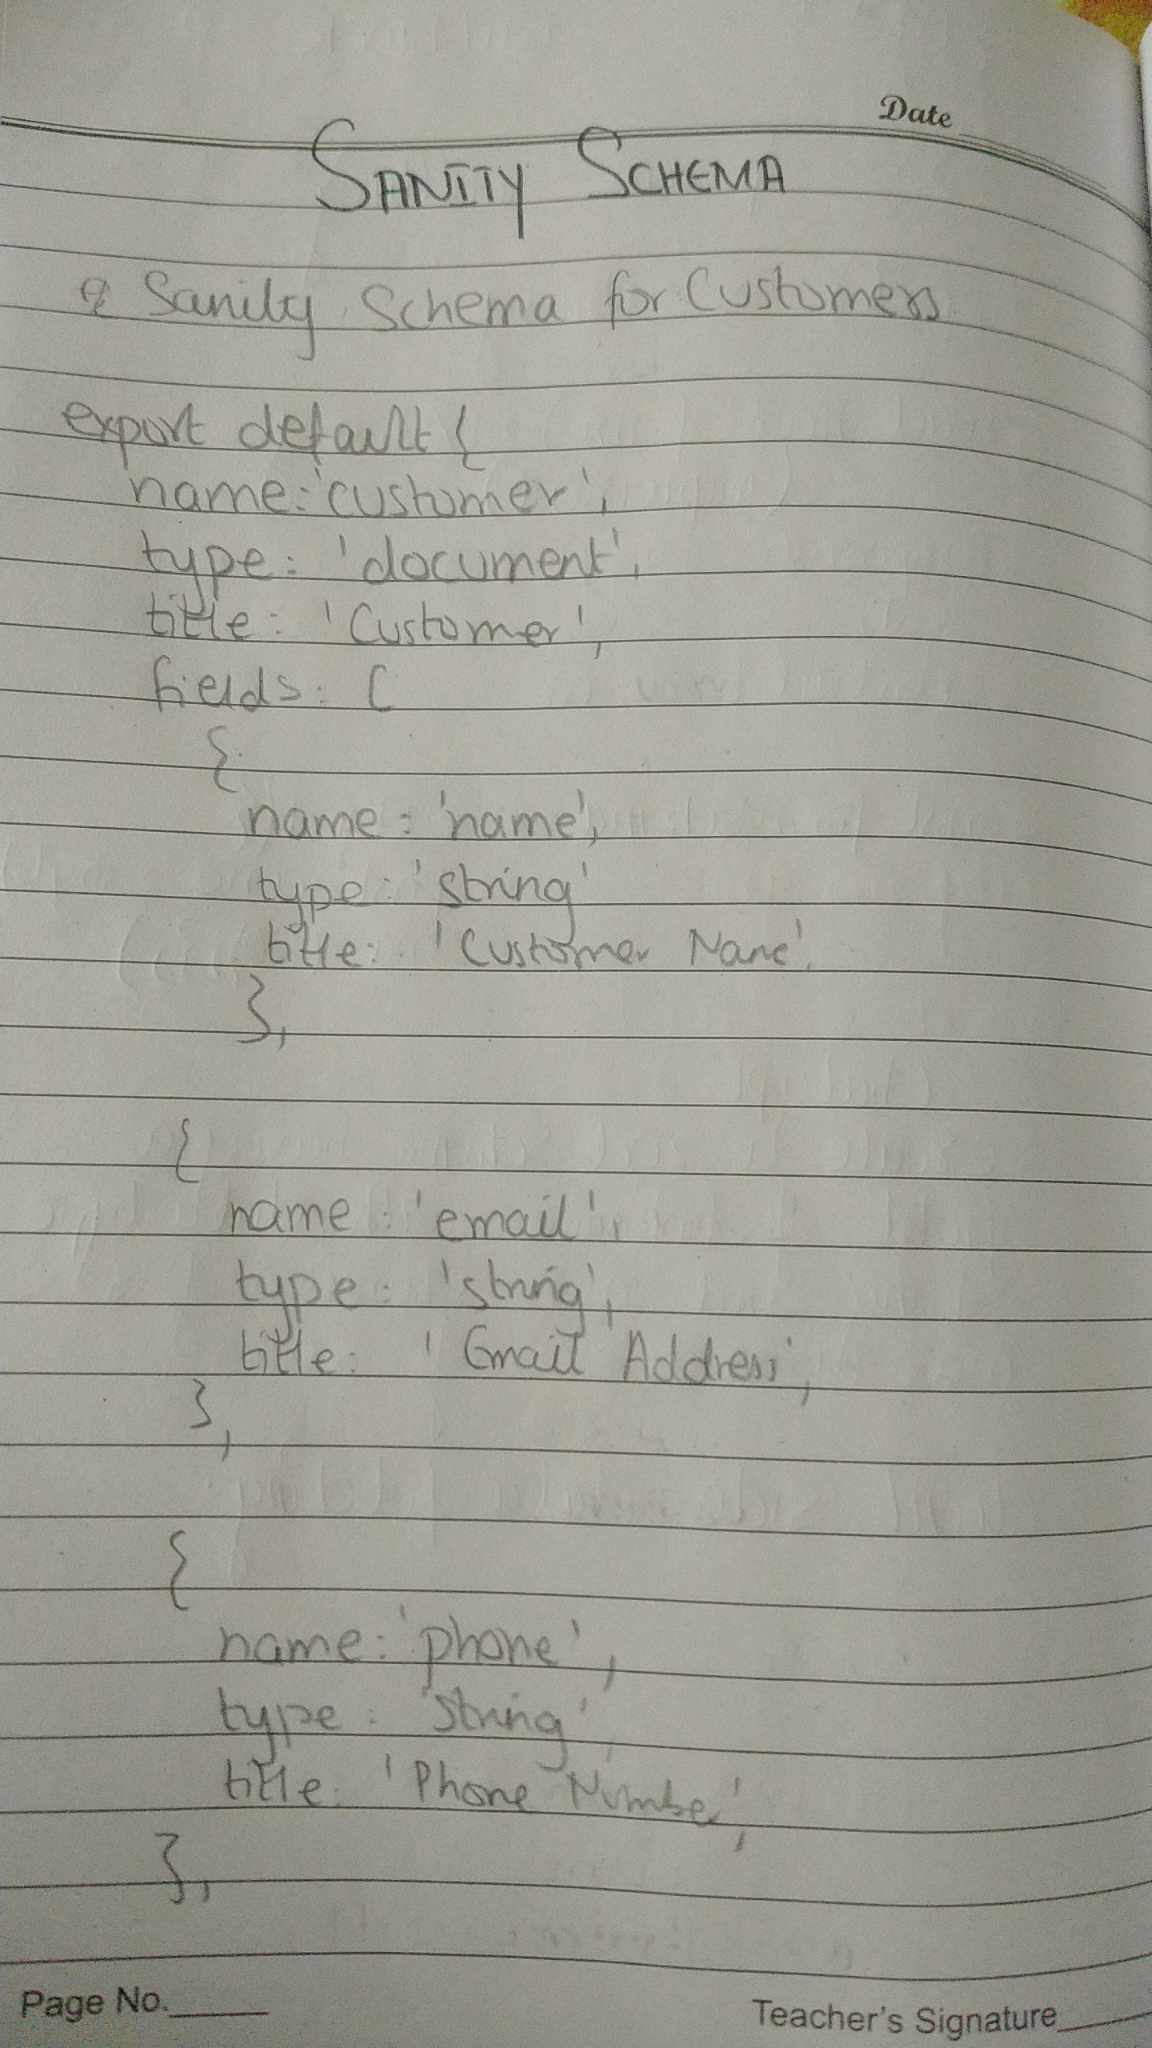 Date
SANITY SCHEMA
Sanity Schema for Customers
export default {
name: 'customer',
type: 'document',
title: 'Customer',
fields: [
{
name: 'name',
type: 'string'
title: 'Customer Name',
},
{
name: 'email',
type: 'string',
title: 'Email Address',
},
{
name: 'phone',
type: 'string',
title: 'Phone Number',
},
Page No.
Teacher's Signature